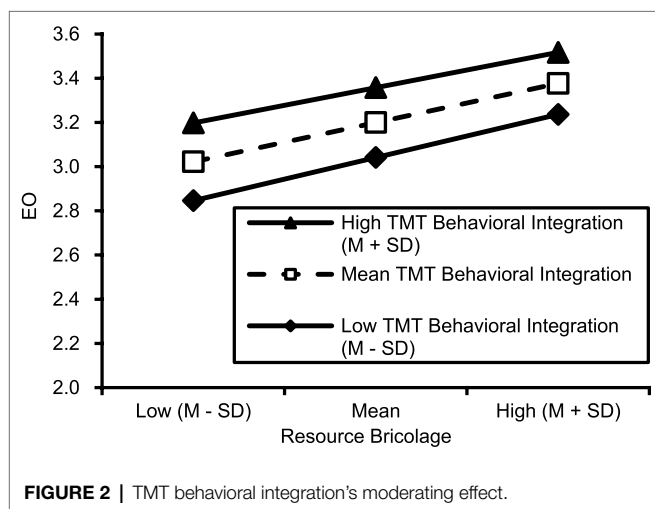 3.6
3.4
3.2
3.0
2.8
2.6
2.4
2.2
2.0
EO
High TMT Behavioral Integration
(M + SD)
Mean TMT Behavioral Integration
Low TMT Behavioral Integration
(M - SD)
Low (M - SD) Mean High (M + SD)
Resource Bricolage
FIGURE 2 | TMT behavioral integration's moderating effect.